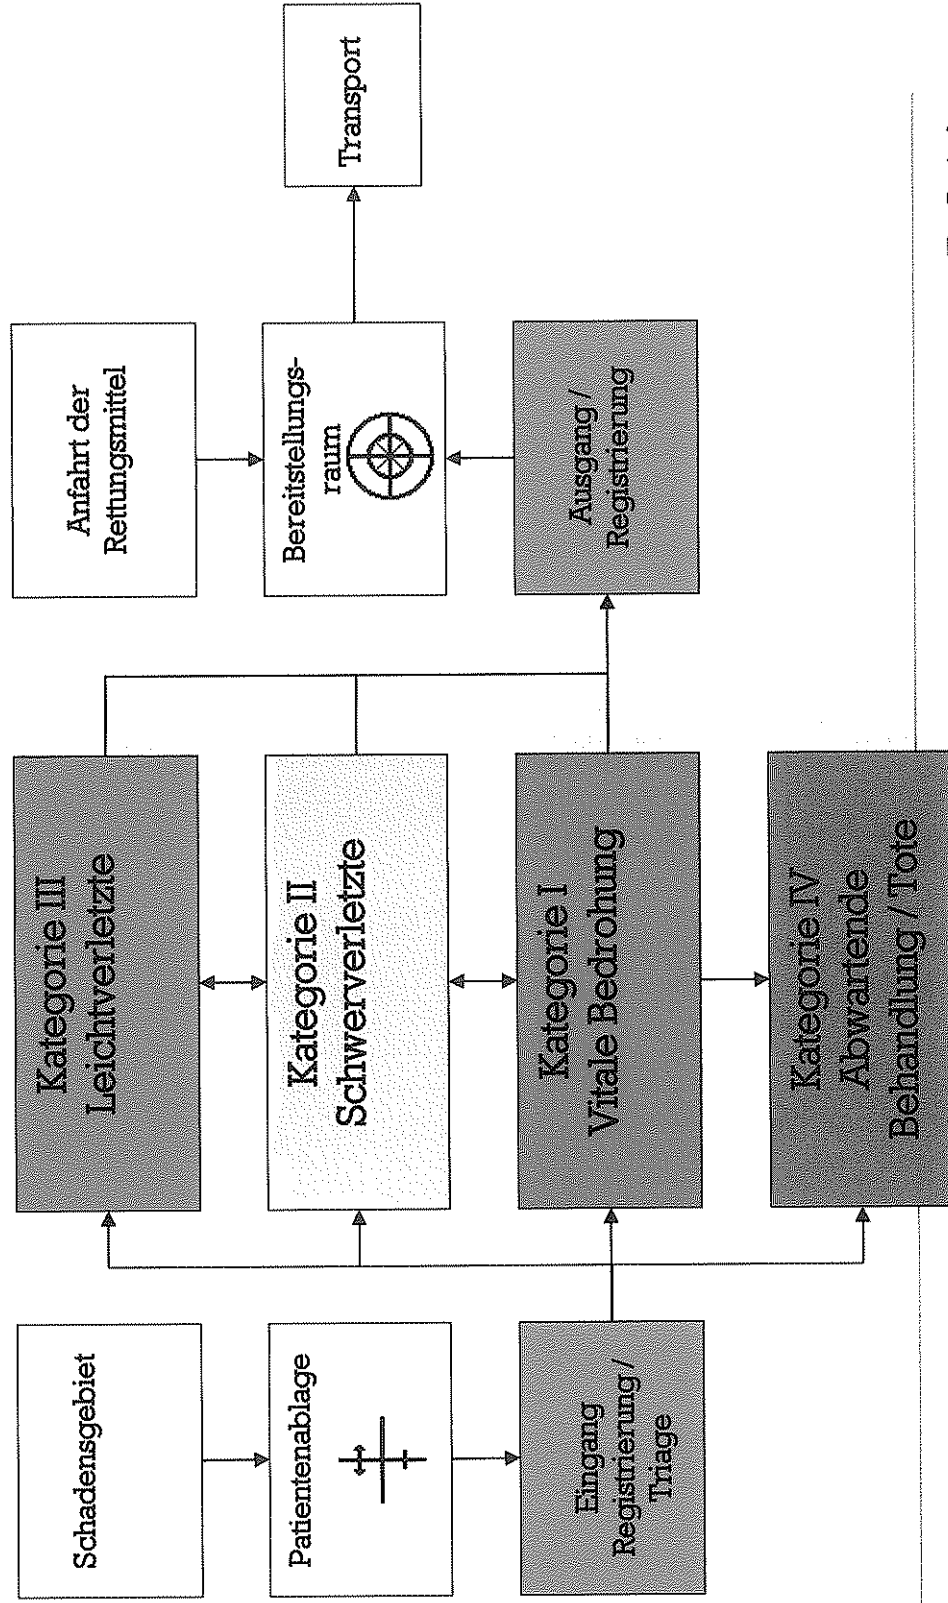 Schadensgebiet
Patientenablage
Eingang
Registrierung /
Triage
Kategorie III
Leichtverletzte
Kategorie II
Schwerverletzte
Kategorie I
Vitale Bedrohung
Kategorie IV
Abwartende
Behandlung / Tote
Anfahrt der
Rettungsmittel
Bereitstellungs-
raum
Ausgang /
Registrierung
Transport